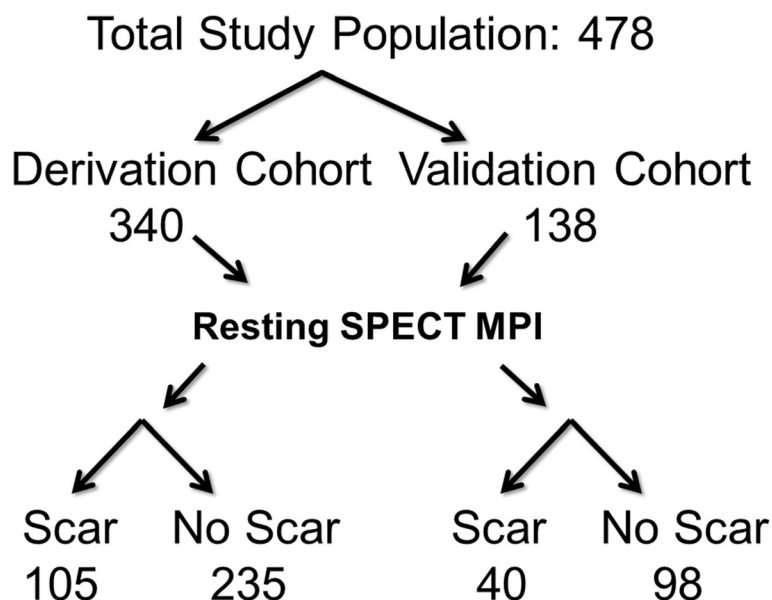 Total Study Population: 478
Derivation Cohort Validation Cohort
340 138
Resting SPECT MPI
Scar No Scar Scar No Scar
105 235 40 98